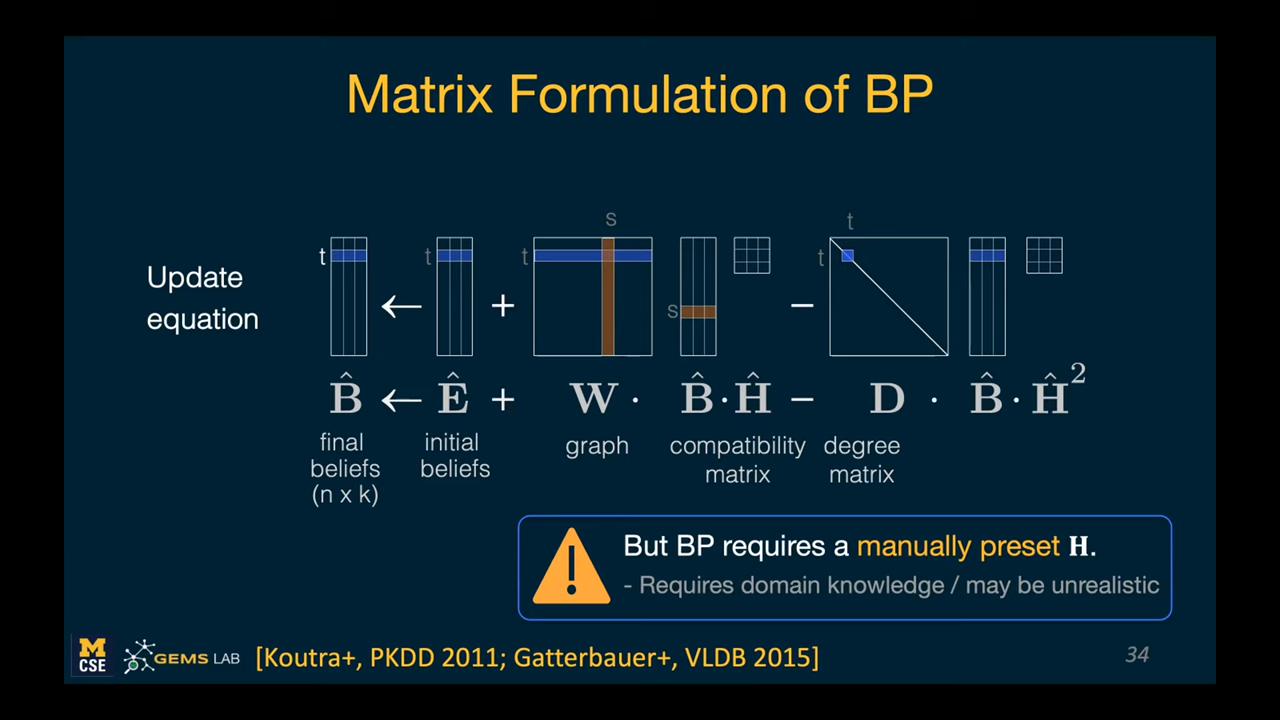 Matrix Formulation of BP
s
t
t t t t
s
Update
equation
← + −
B̂ ← Ê + W · B̂ · Ĥ − D · B̂ · Ĥ²
final
beliefs
(n x k)
initial
beliefs
graph
compatibility
matrix
degree
matrix
But BP requires a manually preset H.
- Requires domain knowledge / may be unrealistic
M
CSE
GEMS LAB
[Koutra+, PKDD 2011; Gatterbauer+, VLDB 2015]
34